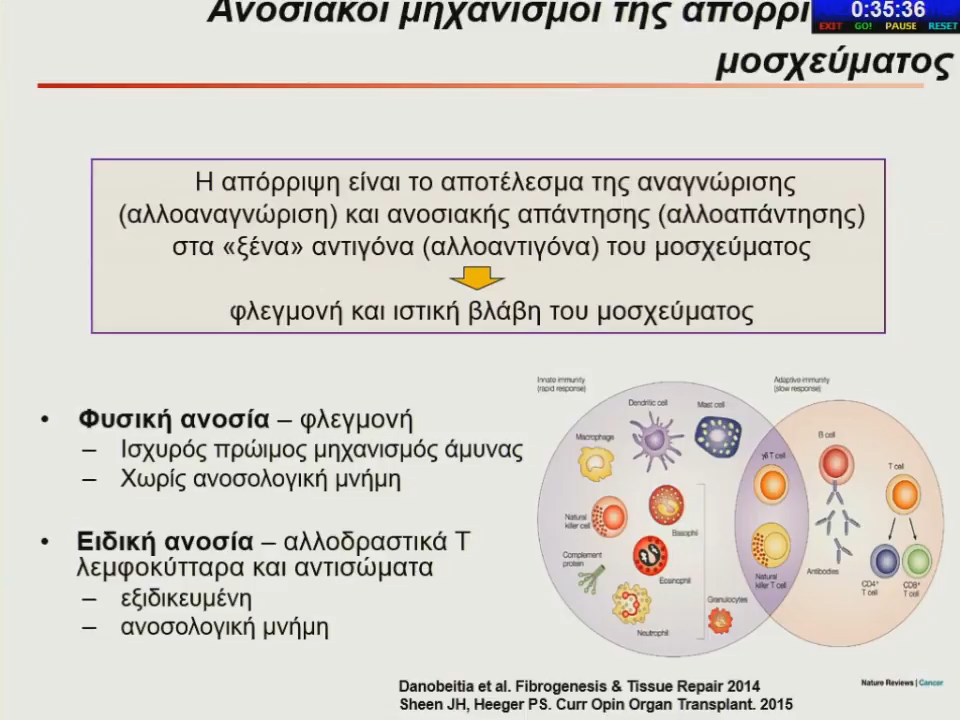 Ανοσιακοί μηχανισμοί της απόρρι
0:35:36
EXIT GO! PAUSE RESET
μοσχεύματος
Η απόρριψη είναι το αποτέλεσμα της αναγνώρισης
(αλλοαναγνώριση) και ανοσιακής απάντησης (αλλοαπάντησης)
στα «ξένα» αντιγόνα (αλλοαντιγόνα) του μοσχεύματος
φλεγμονή και ιστική βλάβη του μοσχεύματος
• Φυσική ανοσία – φλεγμονή
– Ισχυρός πρώιμος μηχανισμός άμυνας
– Χωρίς ανοσολογική μνήμη
• Ειδική ανοσία – αλλοδραστικά Τ
λεμφοκύτταρα και αντισώματα
– εξιδικευμένη
– ανοσολογική μνήμη
Innate immunity
(rapid response)
Adaptive immunity
(slow response)
Dendritic cell
Mast cell
Macrophage
γδ T cell
B cell
T cell
Natural
killer cell
Basophil
Complement
protein
Eosinophil
Natural
killer T cell
Antibodies
CD4⁺
T cell
CD8⁺
T cell
Granulocytes
Neutrophil
Nature Reviews | Cancer
Danobeitia et al. Fibrogenesis & Tissue Repair 2014
Sheen JH, Heeger PS. Curr Opin Organ Transplant. 2015